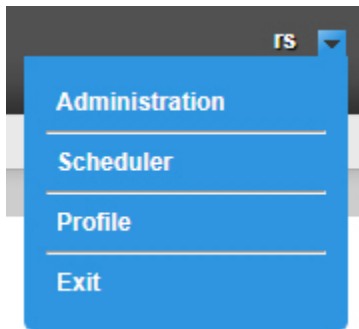 rs
Administration
Scheduler
Profile
Exit